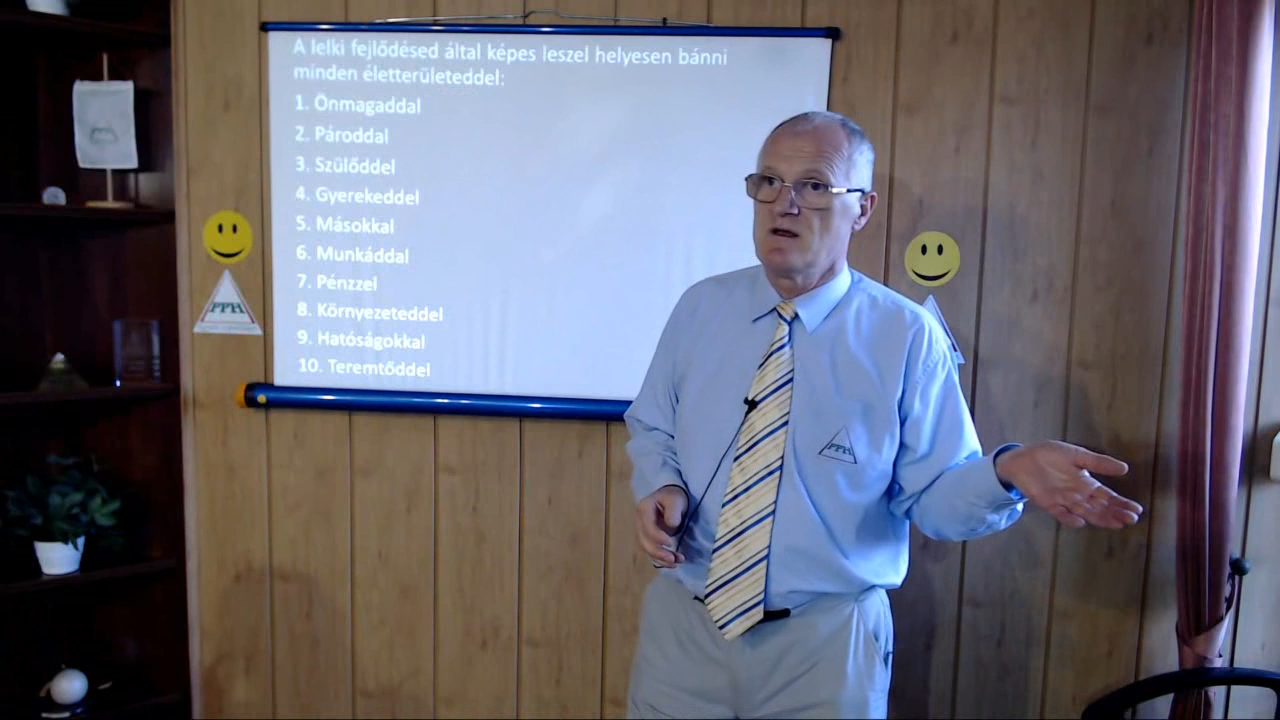 A lelki fejlődésed által képes leszel helyesen bánni
minden életterületeddel:
1. Önmagaddal
2. Pároddal
3. Szülőddel
4. Gyerekeddel
5. Másokkal
6. Munkáddal
7. Pénzzel
8. Környezeteddel
9. Hatóságokkal
10. Teremtőddel
PPH
PPH